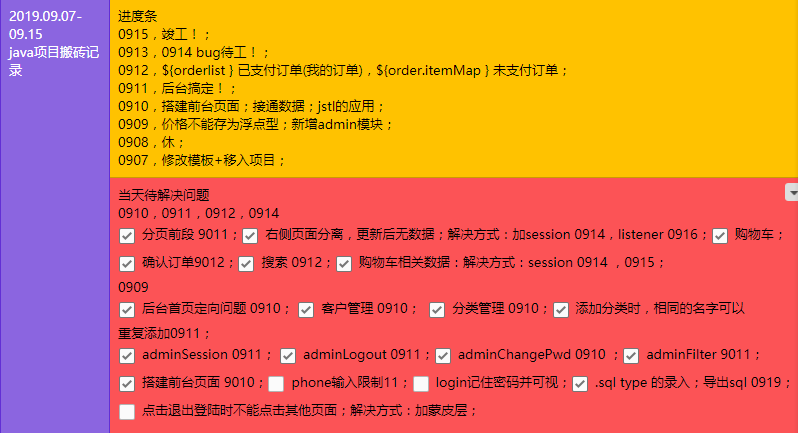 2019.09.07-
09.15
java项目搬砖记
录
进度条
0915，竣工！；
0913，0914 bug待工！；
0912，${orderlist } 已支付订单(我的订单)，${order.itemMap } 未支付订单；
0911，后台搞定！；
0910，搭建前台页面；接通数据；jstl的应用；
0909，价格不能存为浮点型；新增admin模块；
0908，休；
0907，修改模板+移入项目；
当天待解决问题
0910，0911，0912，0914
分页前段 9011； 右侧页面分离，更新后无数据；解决方式：加session 0914，listener 0916； 购物车；
确认订单9012； 搜索 0912； 购物车相关数据：解决方式：session 0914 ，0915；
0909
后台首页定向问题 0910； 客户管理 0910； 分类管理 0910； 添加分类时，相同的名字可以
重复添加0911；
adminSession 0911； adminLogout 0911； adminChangePwd 0910 ； adminFilter 9011；
搭建前台页面 9010； phone输入限制11； login记住密码并可视； .sql type 的录入；导出sql 0919；
点击退出登陆时不能点击其他页面；解决方式：加蒙皮层；